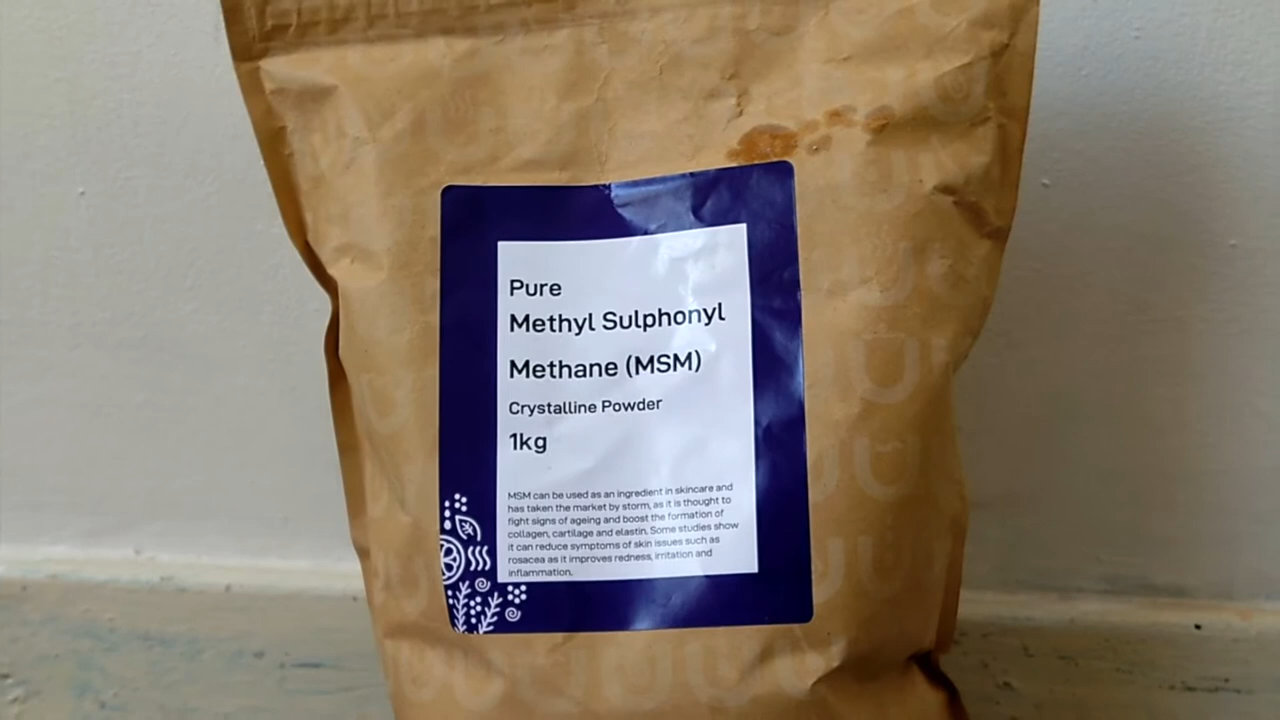 Pure
Methyl Sulphonyl
Methane (MSM)
Crystalline Powder
1kg
MSM can be used as an ingredient in skincare and
has taken the market by storm, as it is thought to
fight signs of ageing and boost the formation of
collagen, cartilage and elastin. Some studies show
it can reduce symptoms of skin issues such as
rosacea as it improves redness, irritation and
inflammation.